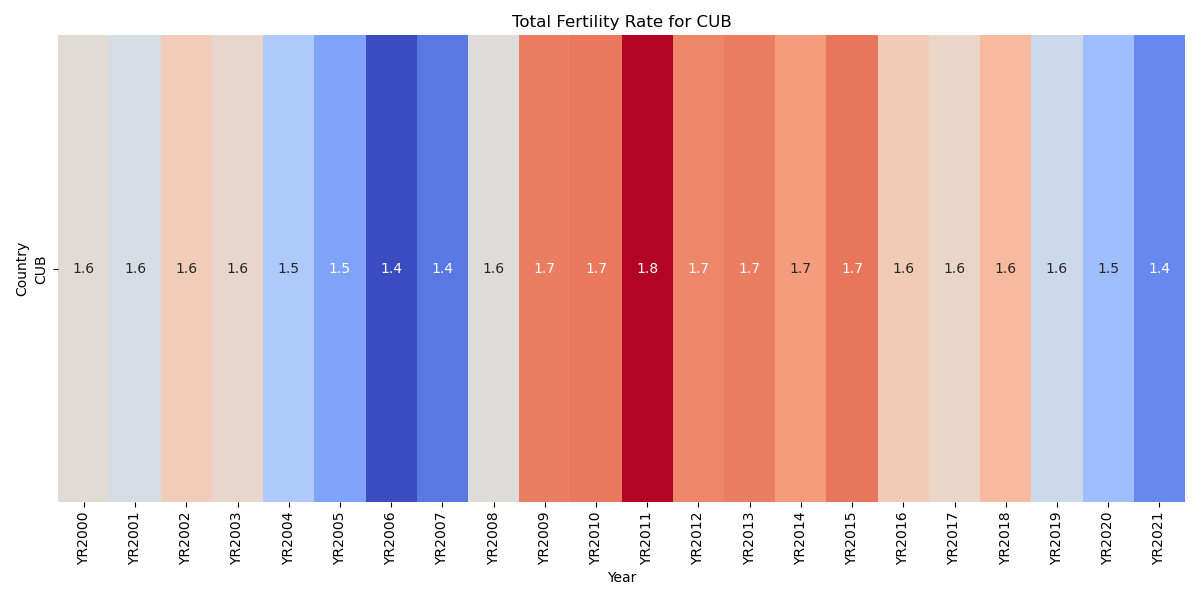 Total Fertility Rate for CUB
Country
CUB
1.6 1.6 1.6 1.6 1.5 1.5 1.4 1.4 1.6 1.7 1.7 1.8 1.7 1.7 1.7 1.7 1.6 1.6 1.6 1.6 1.5 1.4
YR2000 YR2001 YR2002 YR2003 YR2004 YR2005 YR2006 YR2007 YR2008 YR2009 YR2010 YR2011 YR2012 YR2013 YR2014 YR2015 YR2016 YR2017 YR2018 YR2019 YR2020 YR2021
Year